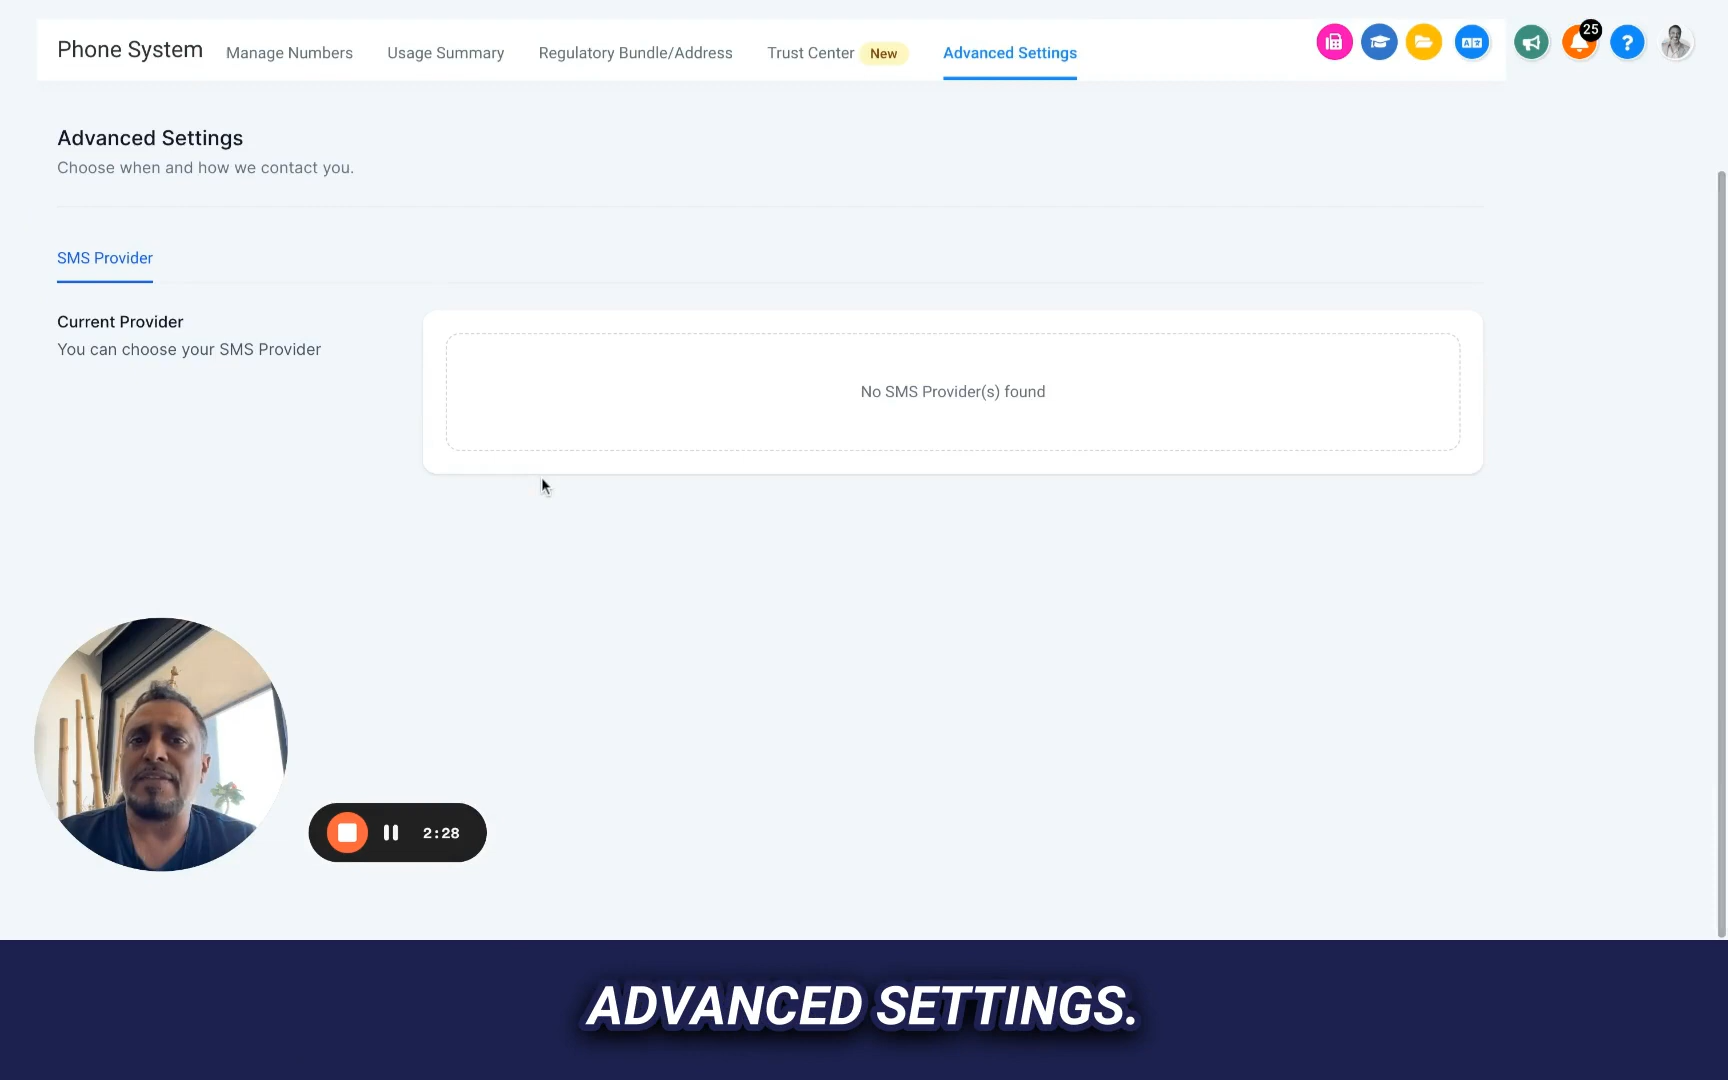 Phone System
Manage Numbers
Usage Summary
Regulatory Bundle/Address
Trust Center
New
Advanced Settings
25
?
Advanced Settings
Choose when and how we contact you.
SMS Provider
Current Provider
You can choose your SMS Provider
No SMS Provider(s) found
2:28
ADVANCED SETTINGS.